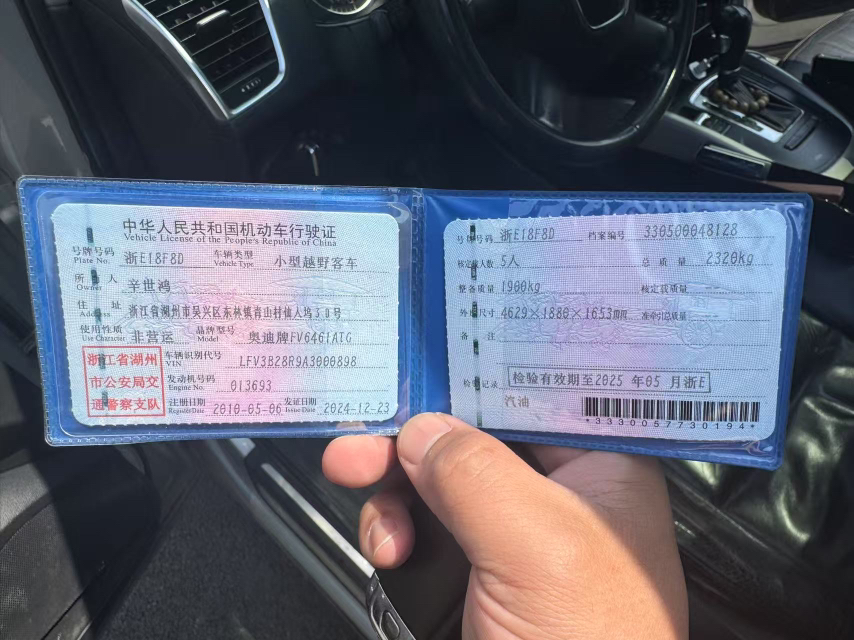 中华人民共和国机动车行驶证
Vehicle License of the People's Republic of China
号牌号码 浙E18F8D 车辆类型 小型越野客车
Plate No. Vehicle Type
所 人 辛世鸿
Owner
住 址 浙江省湖州市吴兴区东林镇青山村仙人坞30号
Address
使用性质 非营运 品牌型号 奥迪牌FV6461ATG
Use Character Model
浙江省湖州
市公安局交
通警察支队
车辆识别代号 LFV3B28R9A3000898
VIN
发动机号码 013693
Engine No.
注册日期 2010-05-06 发证日期 2024-12-23
Register Date Issue Date
号牌号码 浙E18F8D 档案编号 330500048128
核定载人数 5人 总 质 量 2320kg
整备质量 1900kg 核定载质量 --
外廓尺寸 4629×1880×1653mm 准牵引总质量 --
备 注
检验记录 检验有效期至2025 年05 月浙E
汽油
*3330057730194*